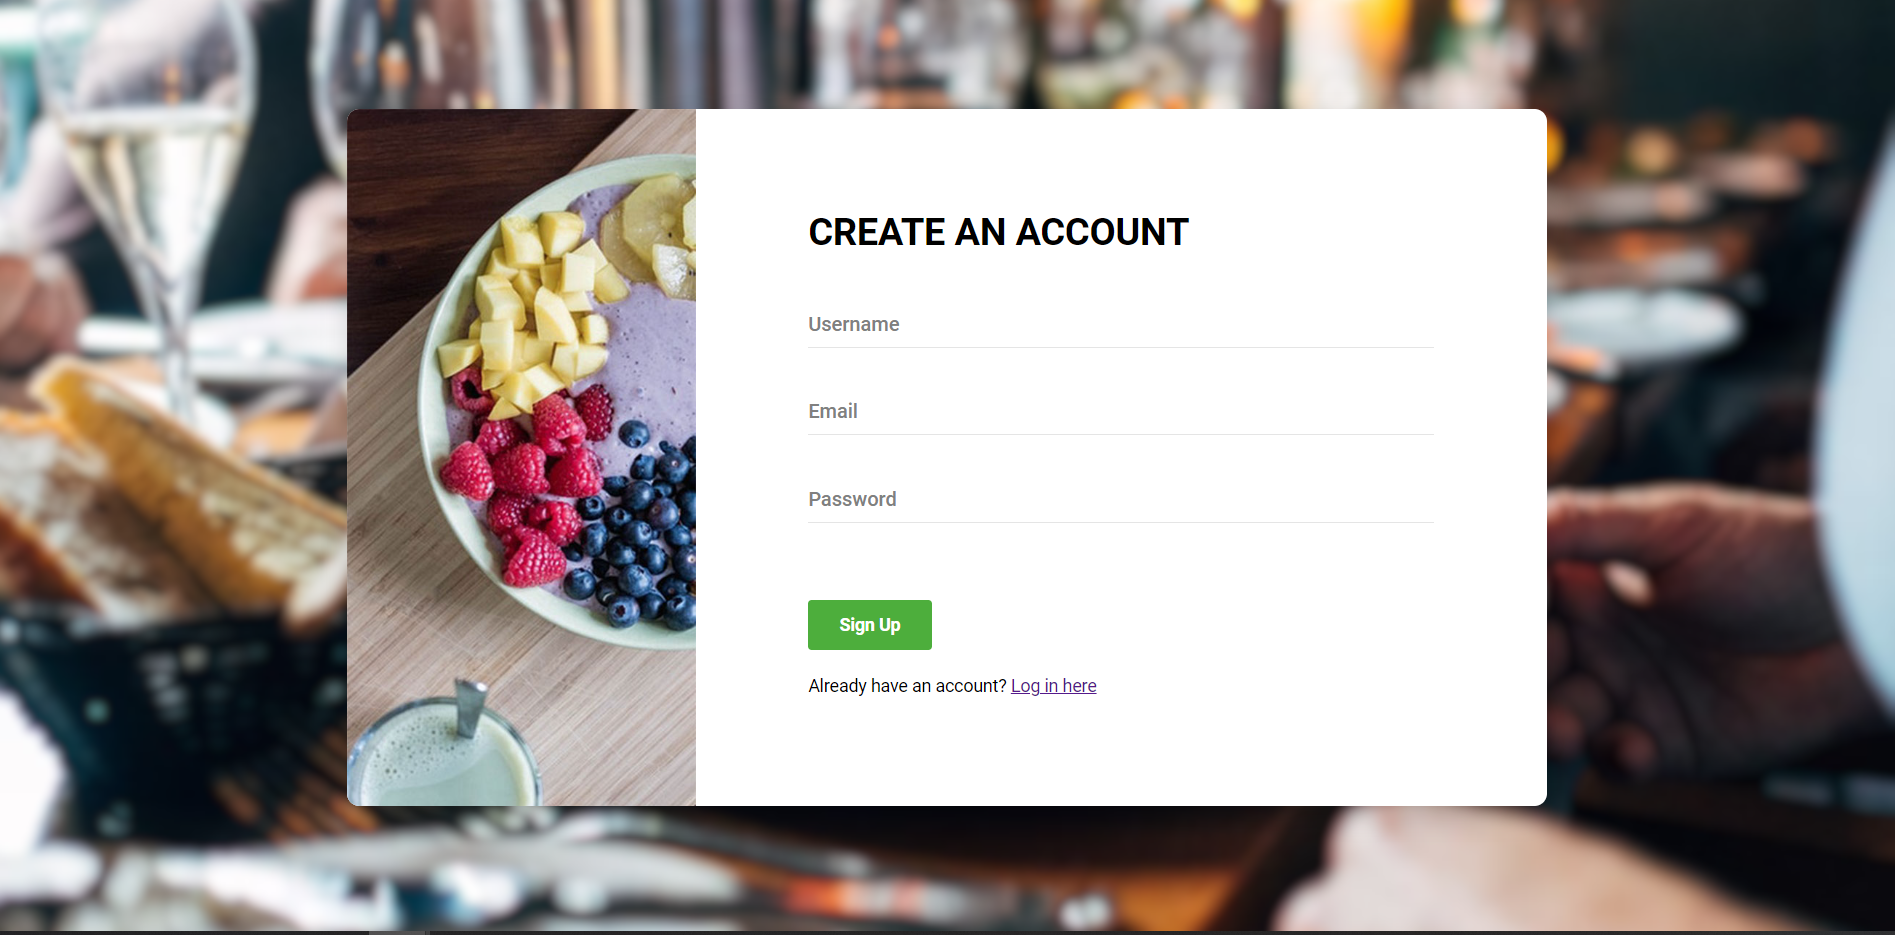 CREATE AN ACCOUNT
Username
Email
Password
Sign Up
Already have an account? Log in here